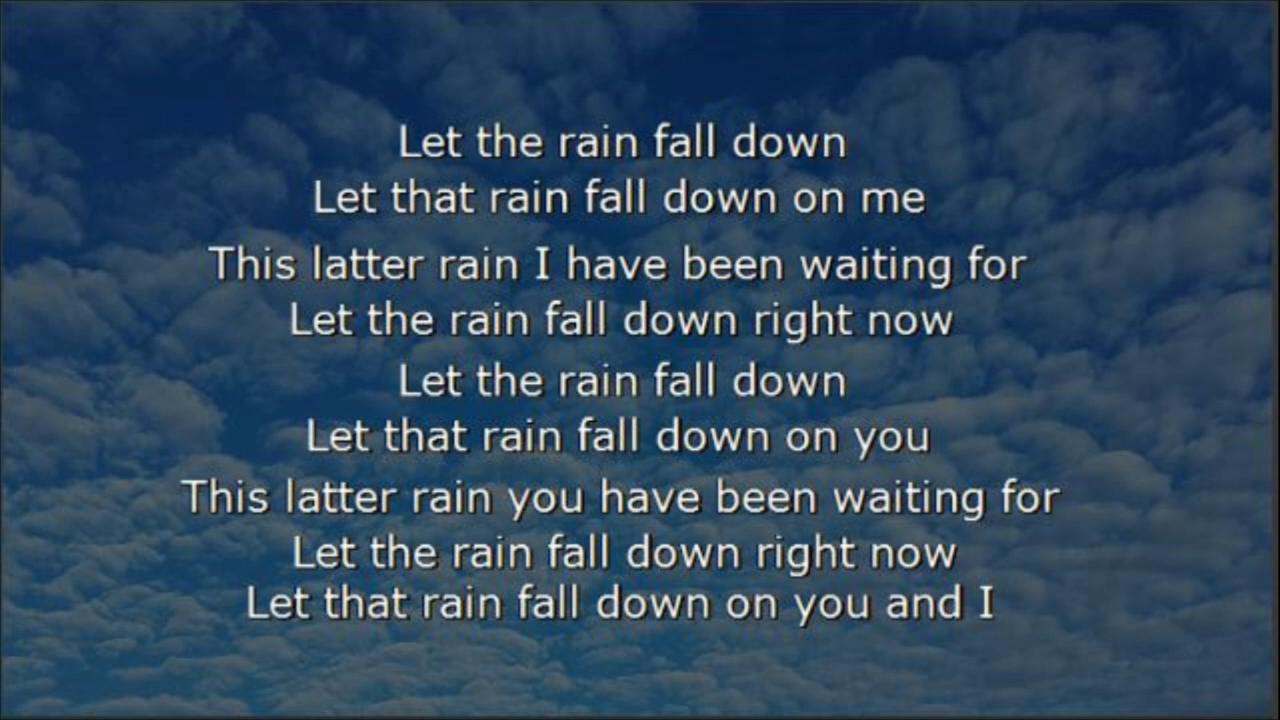 Let the rain fall down
Let that rain fall down on me
This latter rain I have been waiting for
Let the rain fall down right now
Let the rain fall down
Let that rain fall down on you
This latter rain you have been waiting for
Let the rain fall down right now
Let that rain fall down on you and I